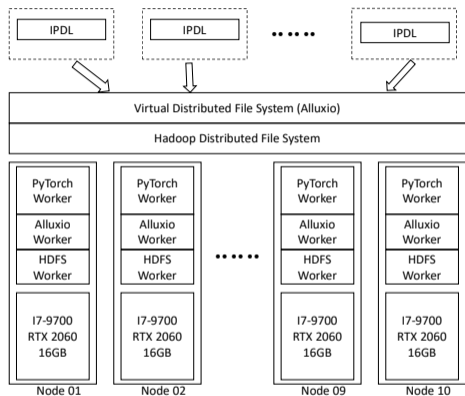 IPDL
IPDL
IPDL
Virtual Distributed File System (Alluxio)
Hadoop Distributed File System
PyTorch
Worker
Alluxio
Worker
HDFS
Worker
I7-9700
RTX 2060
16GB
Node 01
PyTorch
Worker
Alluxio
Worker
HDFS
Worker
I7-9700
RTX 2060
16GB
Node 02
PyTorch
Worker
Alluxio
Worker
HDFS
Worker
I7-9700
RTX 2060
16GB
Node 09
PyTorch
Worker
Alluxio
Worker
HDFS
Worker
I7-9700
RTX 2060
16GB
Node 10